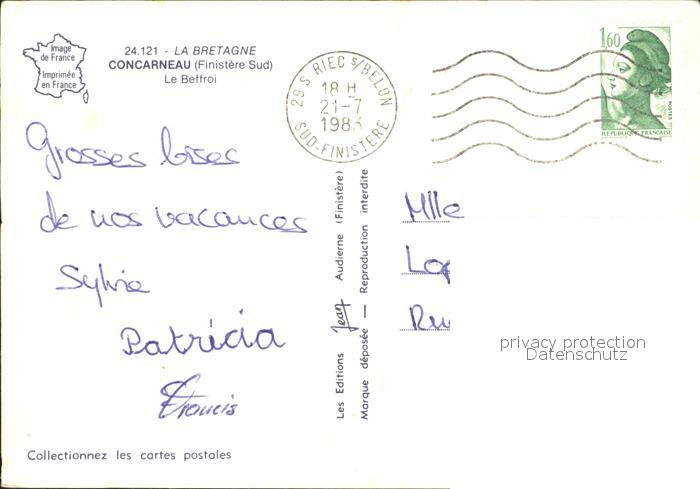 Image
de France
Imprimée
en France
24.121 - LA BRETAGNE
CONCARNEAU (Finistère Sud)
Le Beffroi
29 S RIEC S/BELON
18 H
21-7
SUD-FINISTERE
1,60
POSTES
REPUBLIQUE FRANCAISE
Grosses bises
de nos vacances
Sylvie
Patricia
Francis
Les Editions Jean Audierne (Finistère)
Marque déposée — Reproduction interdite
Mlle
privacy protection
Datenschutz
Collectionnez les cartes postales